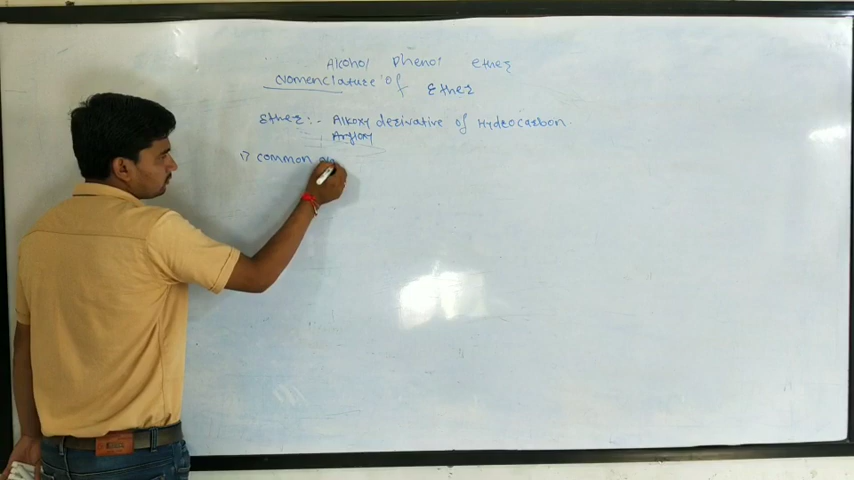 Alcohol phenol ether
Nomenclature of Ether
Ether :- Alkoxy derivative of Hydrocarbon.
Aryloxy
1) common